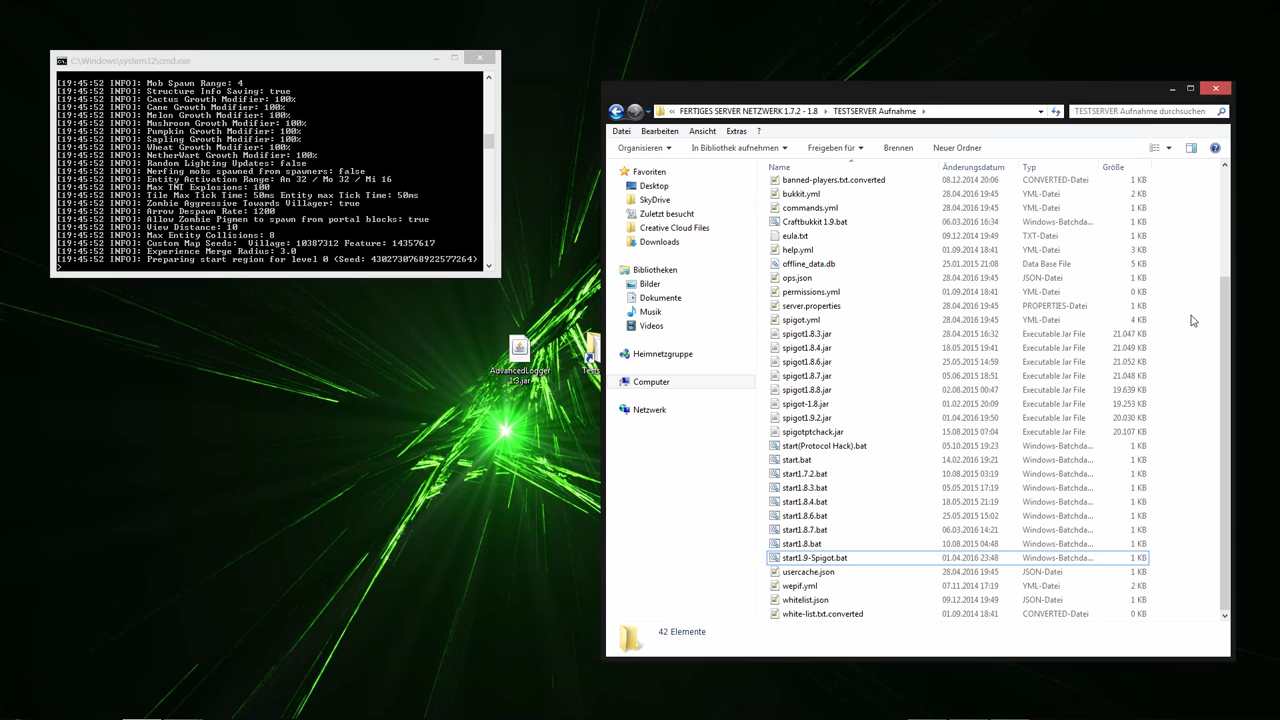 C:\Windows\system32\cmd.exe
[19:45:52 INFO]: Mob Spawn Range: 4
[19:45:52 INFO]: Structure Info Saving: true
[19:45:52 INFO]: Cactus Growth Modifier: 100%
[19:45:52 INFO]: Cane Growth Modifier: 100%
[19:45:52 INFO]: Melon Growth Modifier: 100%
[19:45:52 INFO]: Mushroom Growth Modifier: 100%
[19:45:52 INFO]: Pumpkin Growth Modifier: 100%
[19:45:52 INFO]: Sapling Growth Modifier: 100%
[19:45:52 INFO]: Wheat Growth Modifier: 100%
[19:45:52 INFO]: NetherWart Growth Modifier: 100%
[19:45:52 INFO]: Random Lighting Updates: false
[19:45:52 INFO]: Nerfing mobs spawned from spawners: false
[19:45:52 INFO]: Entity Activation Range: An 32 / Mo 32 / Mi 16
[19:45:52 INFO]: Max TNT Explosions: 100
[19:45:52 INFO]: Tile Max Tick Time: 50ms Entity max Tick Time: 50ms
[19:45:52 INFO]: Zombie Aggressive Towards Villager: true
[19:45:52 INFO]: Arrow Despawn Rate: 1200
[19:45:52 INFO]: Allow Zombie Pigmen to spawn from portal blocks: true
[19:45:52 INFO]: View Distance: 10
[19:45:52 INFO]: Max Entity Collisions: 8
[19:45:52 INFO]: Custom Map Seeds:  Village: 10387312 Feature: 14357617
[19:45:52 INFO]: Experience Merge Radius: 3.0
[19:45:52 INFO]: Preparing start region for level 0 (Seed: 4302730768922577264)
>
AdvancedLogger
1.3.jar
Tests
« FERTIGES SERVER NETZWERK 1.7.2 - 1.8 ▸ TESTSERVER Aufnahme ▸
TESTSERVER Aufnahme durchsuchen
Datei Bearbeiten Ansicht Extras ?
Organisieren In Bibliothek aufnehmen Freigeben für Brennen Neuer Ordner
Favoriten
Desktop
SkyDrive
Zuletzt besucht
Creative Cloud Files
Downloads
Bibliotheken
Bilder
Dokumente
Musik
Videos
Heimnetzgruppe
Computer
Netzwerk
Name Änderungsdatum Typ Größe
banned-players.txt.converted 08.12.2014 20:06 CONVERTED-Datei 1 KB
bukkit.yml 28.04.2016 19:45 YML-Datei 2 KB
commands.yml 28.04.2016 19:45 YML-Datei 1 KB
Craftbukkit 1.9.bat 06.03.2016 16:34 Windows-Batchda... 1 KB
eula.txt 28.04.2016 19:45 TXT-Datei 1 KB
help.yml 01.09.2014 18:41 YML-Datei 3 KB
offline_data.db 25.01.2015 21:08 Data Base File 5 KB
ops.json 28.04.2016 19:45 JSON-Datei 1 KB
permissions.yml 01.09.2014 18:41 YML-Datei 0 KB
server.properties 28.04.2016 19:45 PROPERTIES-Datei 1 KB
spigot.yml 28.04.2016 19:45 YML-Datei 4 KB
spigot1.8.3.jar 28.04.2015 16:32 Executable Jar File 21.047 KB
spigot1.8.4.jar 18.05.2015 19:41 Executable Jar File 21.049 KB
spigot1.8.6.jar 25.05.2015 14:59 Executable Jar File 21.052 KB
spigot1.8.7.jar 05.06.2015 18:51 Executable Jar File 21.048 KB
spigot1.8.8.jar 02.08.2015 00:47 Executable Jar File 19.639 KB
spigot-1.8.jar 01.02.2015 20:09 Executable Jar File 19.253 KB
spigot1.9.2.jar 01.04.2016 19:50 Executable Jar File 20.030 KB
spigotptchack.jar 15.08.2015 07:04 Executable Jar File 20.107 KB
start(Protocol Hack).bat 05.10.2015 19:23 Windows-Batchda... 1 KB
start.bat 14.02.2016 19:21 Windows-Batchda... 1 KB
start1.7.2.bat 10.08.2015 03:19 Windows-Batchda... 1 KB
start1.8.3.bat 05.05.2015 17:19 Windows-Batchda... 1 KB
start1.8.4.bat 18.05.2015 21:19 Windows-Batchda... 1 KB
start1.8.6.bat 25.05.2015 15:02 Windows-Batchda... 1 KB
start1.8.7.bat 06.03.2016 14:21 Windows-Batchda... 1 KB
start1.8.bat 10.08.2015 04:48 Windows-Batchda... 1 KB
start1.9-Spigot.bat 01.04.2016 23:48 Windows-Batchda... 1 KB
usercache.json 28.04.2016 19:45 JSON-Datei 1 KB
wepif.yml 07.11.2014 17:19 YML-Datei 2 KB
whitelist.json 09.12.2014 19:49 JSON-Datei 1 KB
white-list.txt.converted 01.09.2014 18:41 CONVERTED-Datei 0 KB
42 Elemente